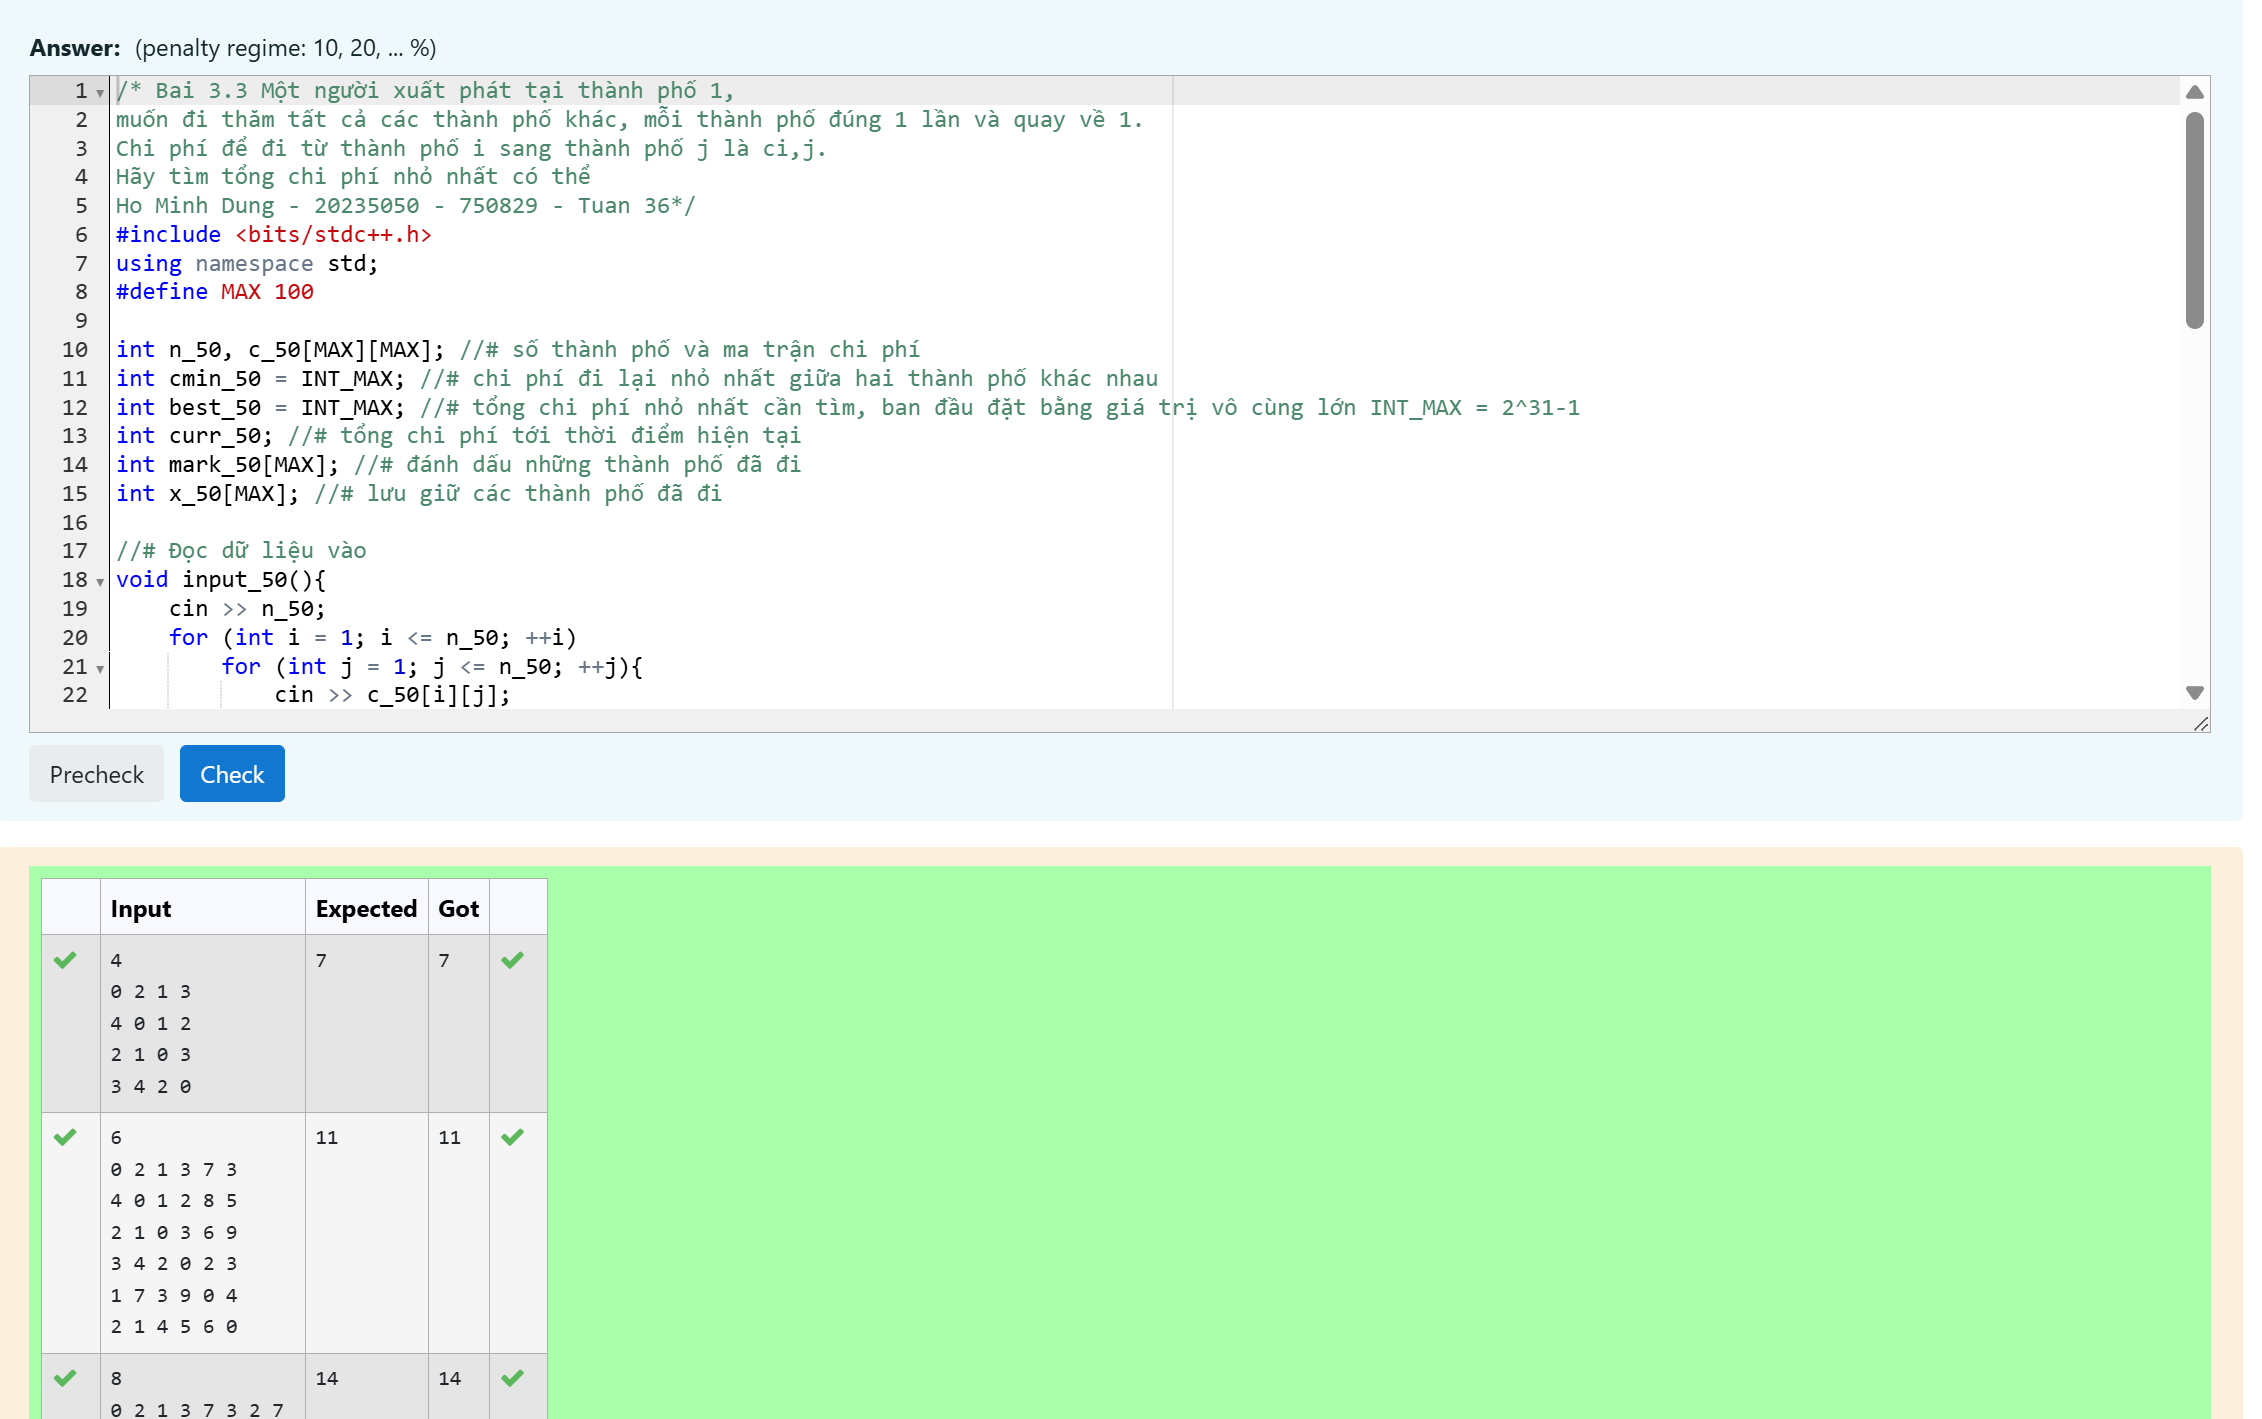 Answer: (penalty regime: 10, 20, ... %)
1 /* Bai 3.3 Một người xuất phát tại thành phố 1,
2 muốn đi thăm tất cả các thành phố khác, mỗi thành phố đúng 1 lần và quay về 1.
3 Chi phí để đi từ thành phố i sang thành phố j là ci,j.
4 Hãy tìm tổng chi phí nhỏ nhất có thể
5 Ho Minh Dung - 20235050 - 750829 - Tuan 36*/
6 #include <bits/stdc++.h>
7 using namespace std;
8 #define MAX 100
9
10 int n_50, c_50[MAX][MAX]; //# số thành phố và ma trận chi phí
11 int cmin_50 = INT_MAX; //# chi phí đi lại nhỏ nhất giữa hai thành phố khác nhau
12 int best_50 = INT_MAX; //# tổng chi phí nhỏ nhất cần tìm, ban đầu đặt bằng giá trị vô cùng lớn INT_MAX = 2^31-1
13 int curr_50; //# tổng chi phí tới thời điểm hiện tại
14 int mark_50[MAX]; //# đánh dấu những thành phố đã đi
15 int x_50[MAX]; //# lưu giữ các thành phố đã đi
16
17 //# Đọc dữ liệu vào
18 void input_50(){
19     cin >> n_50;
20     for (int i = 1; i <= n_50; ++i)
21         for (int j = 1; j <= n_50; ++j){
22             cin >> c_50[i][j];
Precheck Check
Input Expected Got
4 7 7
0 2 1 3
4 0 1 2
2 1 0 3
3 4 2 0
6 11 11
0 2 1 3 7 3
4 0 1 2 8 5
2 1 0 3 6 9
3 4 2 0 2 3
1 7 3 9 0 4
2 1 4 5 6 0
8 14 14
0 2 1 3 7 3 2 7